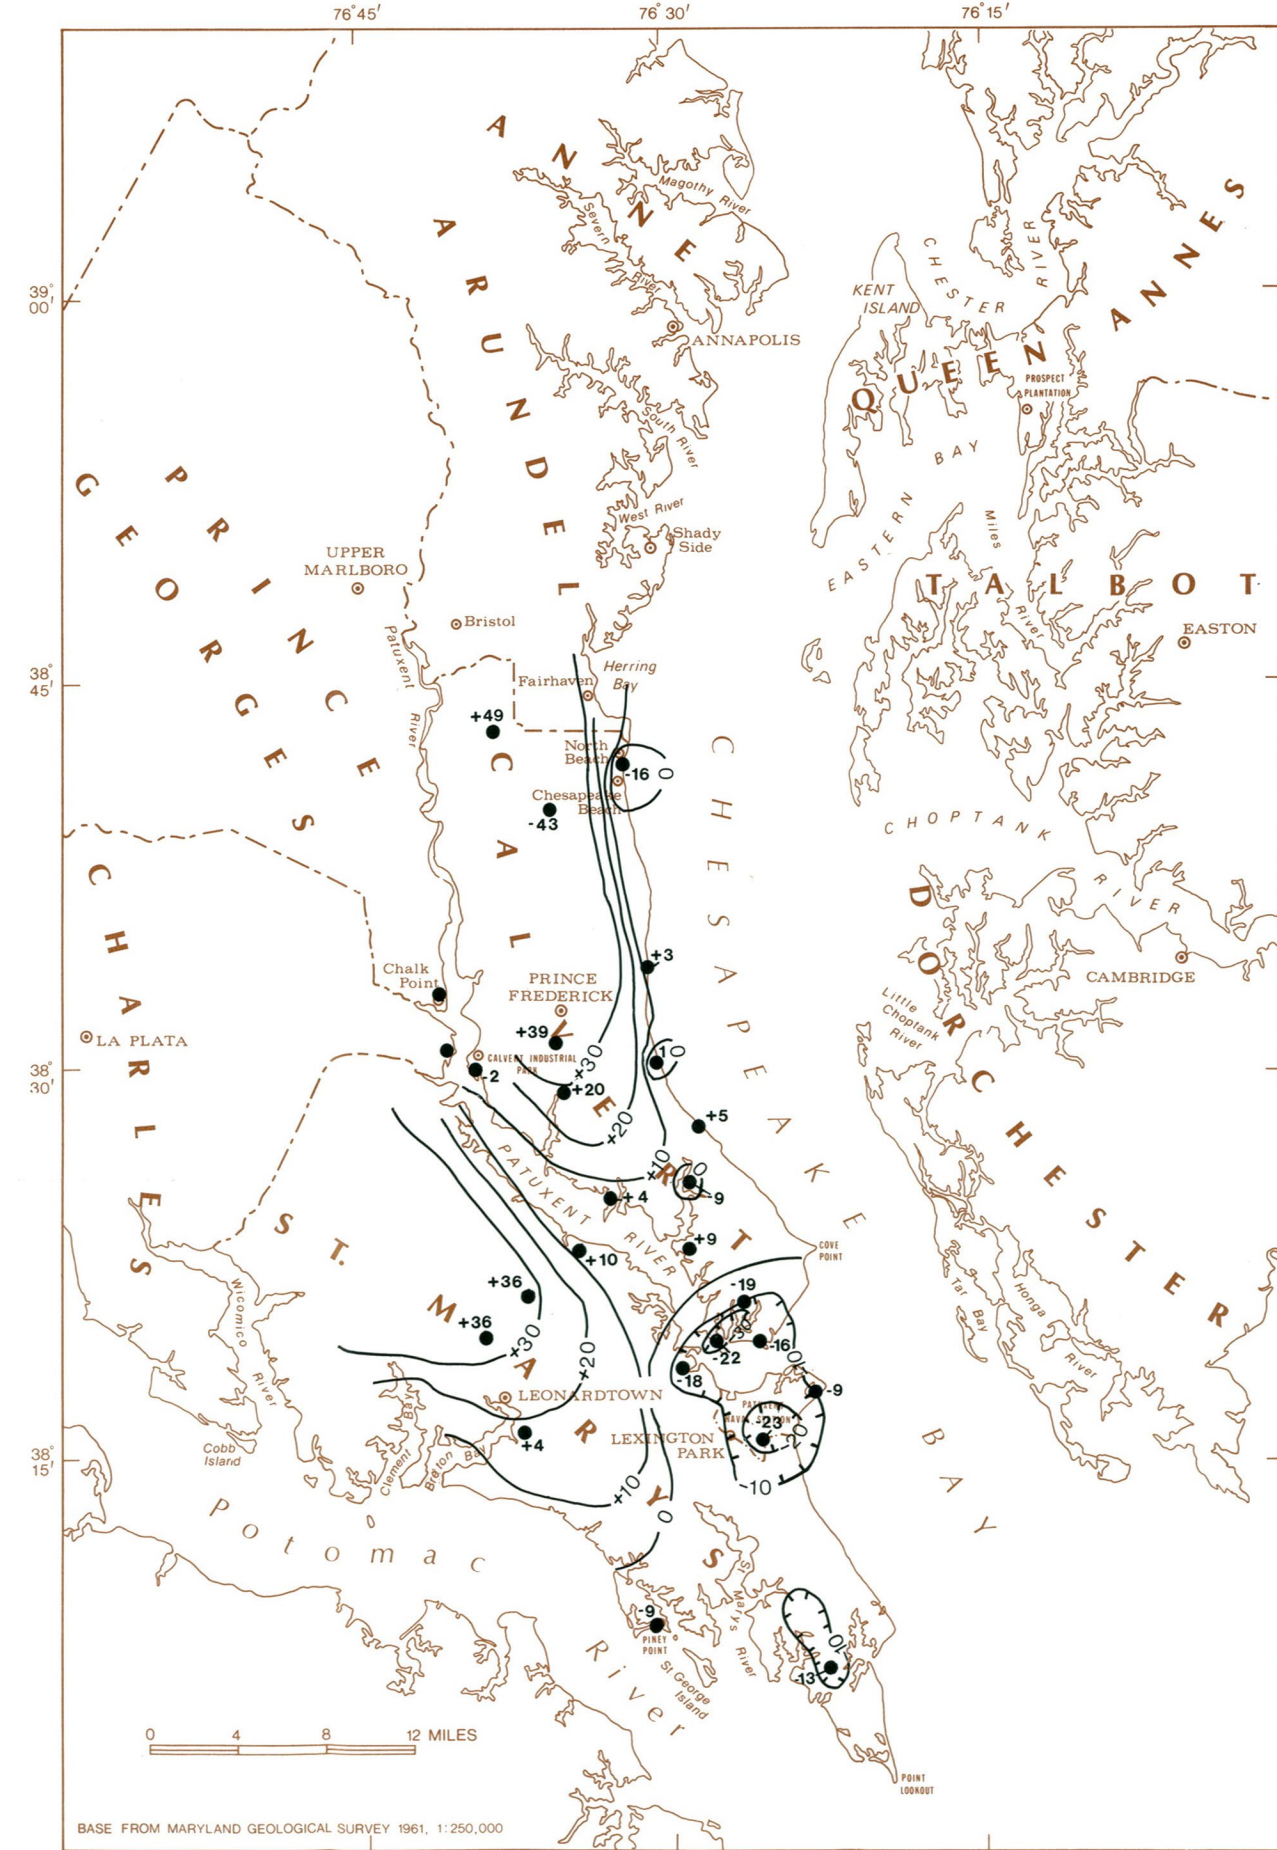 76°45′
76°30′
76°15′
39°
00′
38°
45′
38°
30′
38°
15′
ANNE
ARUNDEL
Magothy River
Severn
River
ANNAPOLIS
South River
West River
Shady
Side
KENT
ISLAND
CHESTER
RIVER
QUEEN ANNES
PROSPECT
PLANTATION
EASTERN BAY
Miles
River
TALBOT
EASTON
PRINCE
GEORGES
UPPER
MARLBORO
Bristol
Patuxent
River
Fairhaven
Herring
Bay
+49
North
Beach
-16
0
Chesapeake
Beach
-43
CALVERT
CHESAPEAKE
BAY
CHOPTANK
RIVER
DORCHESTER
CAMBRIDGE
Little
Choptank
River
CHARLES
LA PLATA
Chalk
Point
PRINCE
FREDERICK
+3
+39
CALVERT INDUSTRIAL
PARK
-2
+30
+20
+20
0
+5
+10
0
-9
+4
PATUXENT RIVER
+9
+10
COVE
POINT
ST. MARYS
+36
+36
+30
+20
-19
-22
-16
-10
-18
-9
Wicomico
River
LEONARDTOWN
+4
Clement
Bay
Breton Bay
Cobb
Island
LEXINGTON
PARK
NAVAL STATION
-23
-20
-10
+10
0
Tar
Bay
Honga
River
Potomac
River
-9
PINEY
POINT
St. George
Island
St. Marys
River
-10
-13
POINT
LOOKOUT
0 4 8 12 MILES
BASE FROM MARYLAND GEOLOGICAL SURVEY 1961, 1:250,000